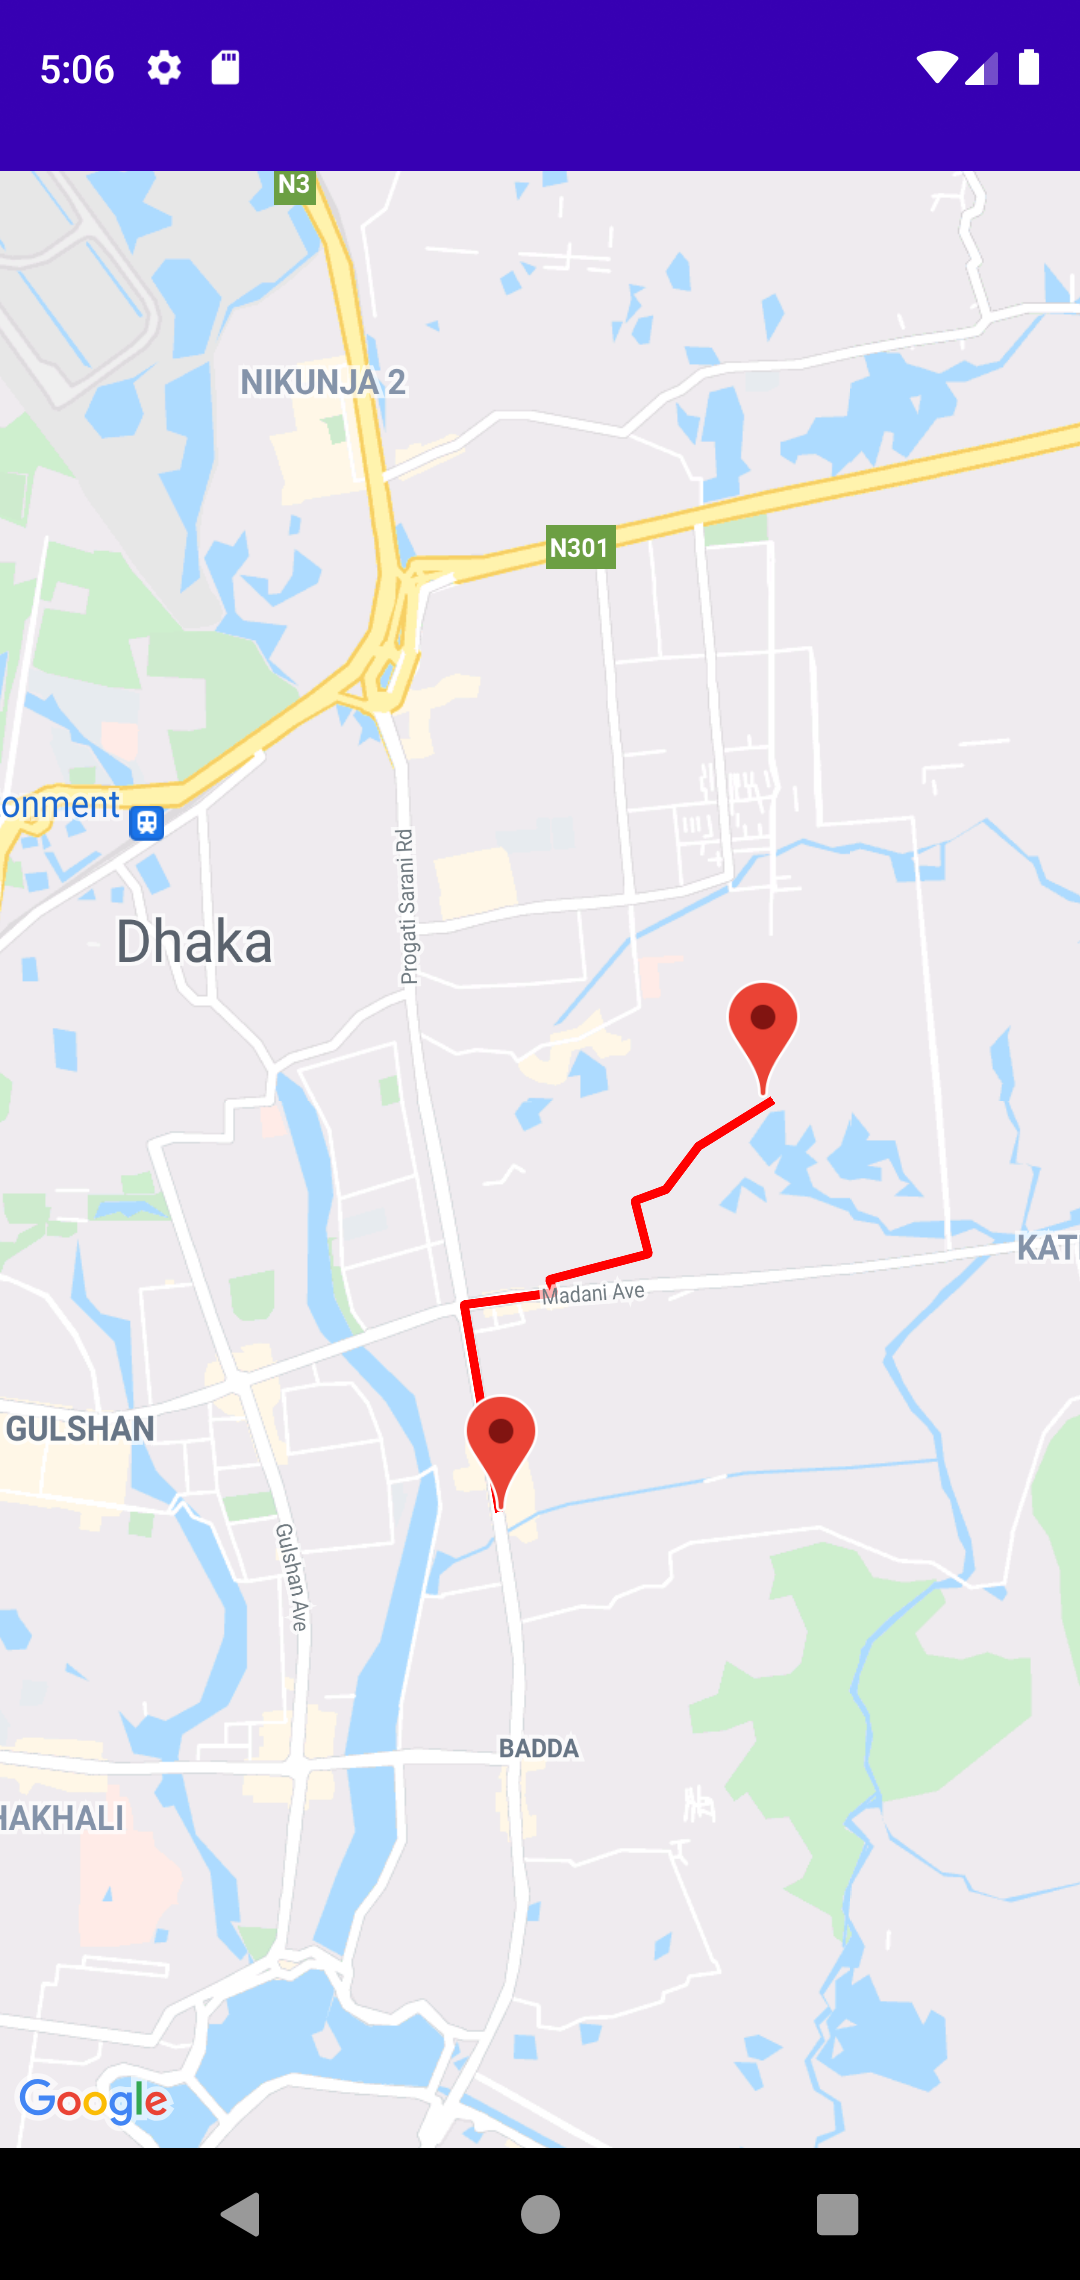 5:06
N3
NIKUNJA 2
N301
onment
Progati Sarani Rd
Dhaka
KATI
Madani Ave
GULSHAN
Gulshan Ave
BADDA
HAKHALI
Google